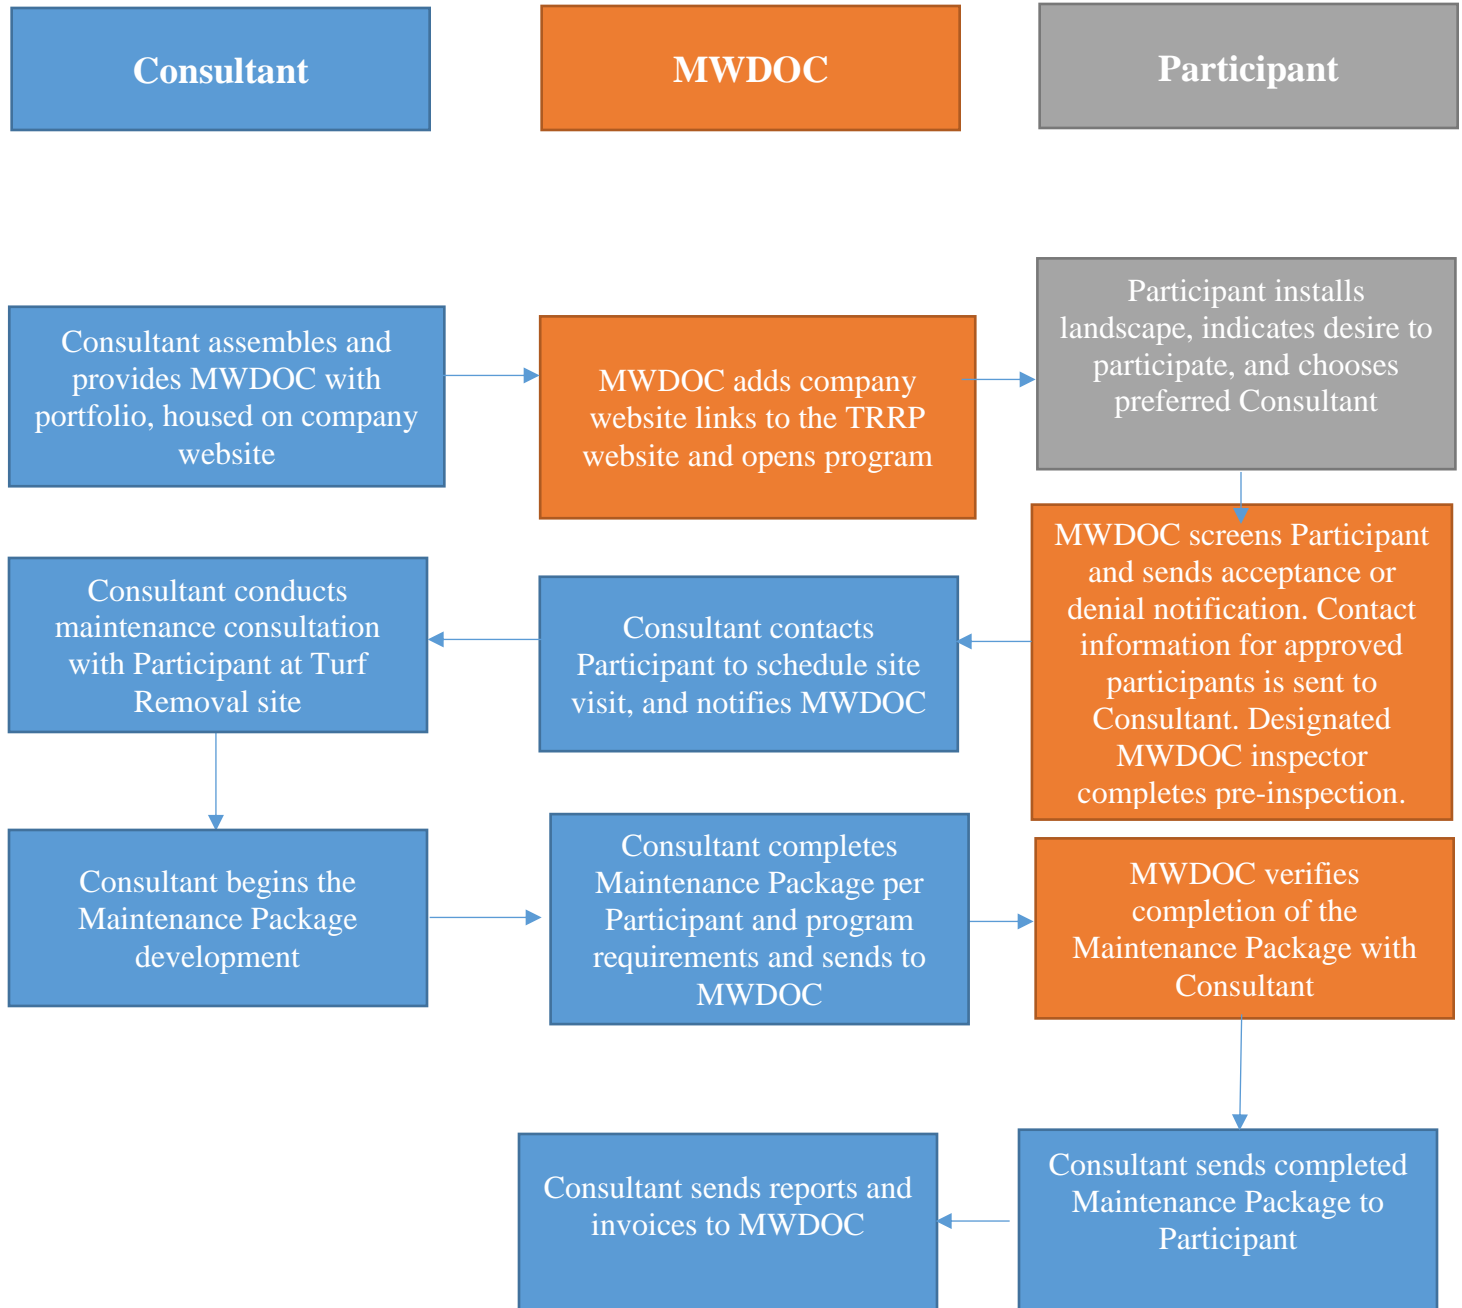 Consultant
MWDOC
Participant
Consultant assembles and
provides MWDOC with
portfolio, housed on company
website
MWDOC adds company
website links to the TRRP
website and opens program
Participant installs
landscape, indicates desire to
participate, and chooses
preferred Consultant
MWDOC screens Participant
and sends acceptance or
denial notification. Contact
information for approved
participants is sent to
Consultant. Designated
MWDOC inspector
completes pre-inspection.
Consultant contacts
Participant to schedule site
visit, and notifies MWDOC
Consultant conducts
maintenance consultation
with Participant at Turf
Removal site
Consultant begins the
Maintenance Package
development
Consultant completes
Maintenance Package per
Participant and program
requirements and sends to
MWDOC
MWDOC verifies
completion of the
Maintenance Package with
Consultant
Consultant sends completed
Maintenance Package to
Participant
Consultant sends reports and
invoices to MWDOC